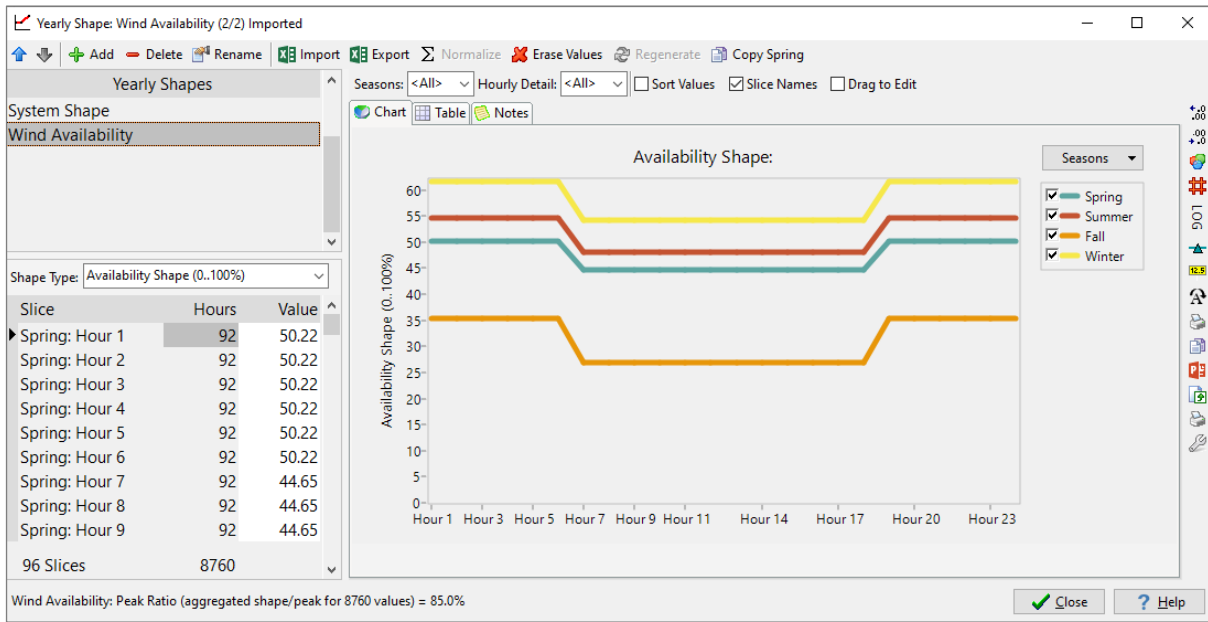 Yearly Shape: Wind Availability (2/2) Imported
Add Delete Rename Import Export Σ Normalize Erase Values Regenerate Copy Spring
Yearly Shapes
System Shape
Wind Availability
Seasons: <All> Hourly Detail: <All> Sort Values Slice Names Drag to Edit
Chart Table Notes
Availability Shape:
Seasons
Spring
Summer
Fall
Winter
Availability Shape (0..100%)
60
55
50
45
40
35
30
25
20
15
10
5
0
Hour 1 Hour 3 Hour 5 Hour 7 Hour 9 Hour 11 Hour 14 Hour 17 Hour 20 Hour 23
Shape Type: Availability Shape (0..100%)
Slice Hours Value
Spring: Hour 1 92 50.22
Spring: Hour 2 92 50.22
Spring: Hour 3 92 50.22
Spring: Hour 4 92 50.22
Spring: Hour 5 92 50.22
Spring: Hour 6 92 50.22
Spring: Hour 7 92 44.65
Spring: Hour 8 92 44.65
Spring: Hour 9 92 44.65
96 Slices 8760
.0
.00
.00
.0
LOG
12.5
A
Wind Availability: Peak Ratio (aggregated shape/peak for 8760 values) = 85.0%
Close
? Help